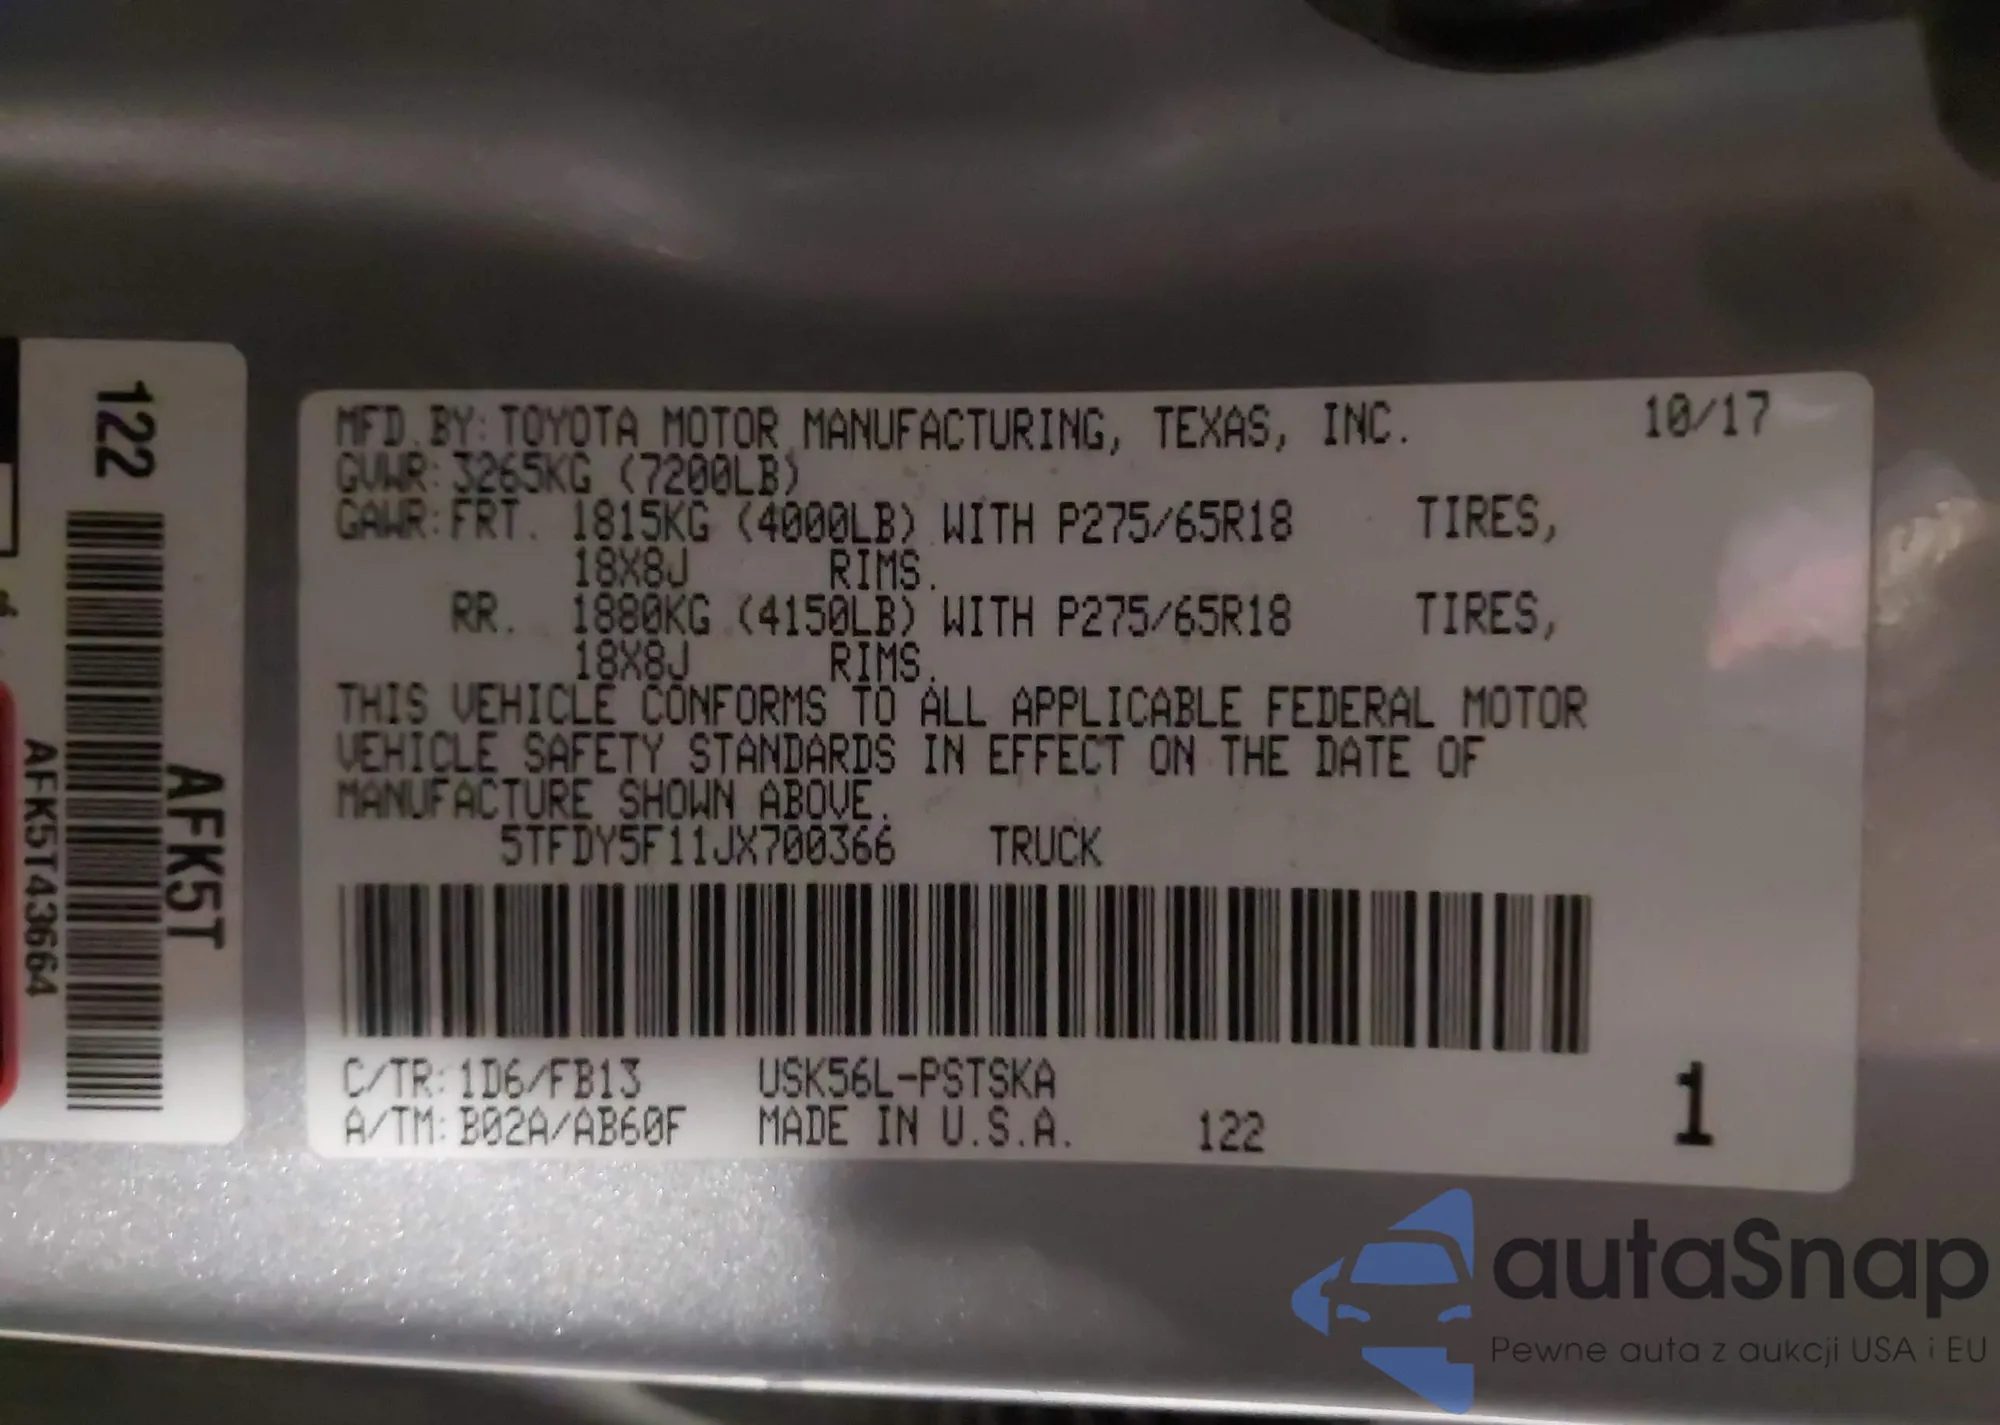 122
AFK5T
AFK5T43664
MFD. BY: TOYOTA MOTOR MANUFACTURING, TEXAS, INC. 10/17
GVWR: 3265KG (7200LB)
GAWR: FRT. 1815KG (4000LB) WITH P275/65R18 TIRES,
18X8J RIMS.
RR. 1880KG (4150LB) WITH P275/65R18 TIRES,
18X8J RIMS.
THIS VEHICLE CONFORMS TO ALL APPLICABLE FEDERAL MOTOR
VEHICLE SAFETY STANDARDS IN EFFECT ON THE DATE OF
MANUFACTURE SHOWN ABOVE.
5TFDY5F11JX700366 TRUCK
C/TR: 1D6/FB13 USK56L-PSTSKA
A/TM: B02A/AB60F MADE IN U.S.A. 122 1
autaSnap
Pewne auta z aukcji USA i EU